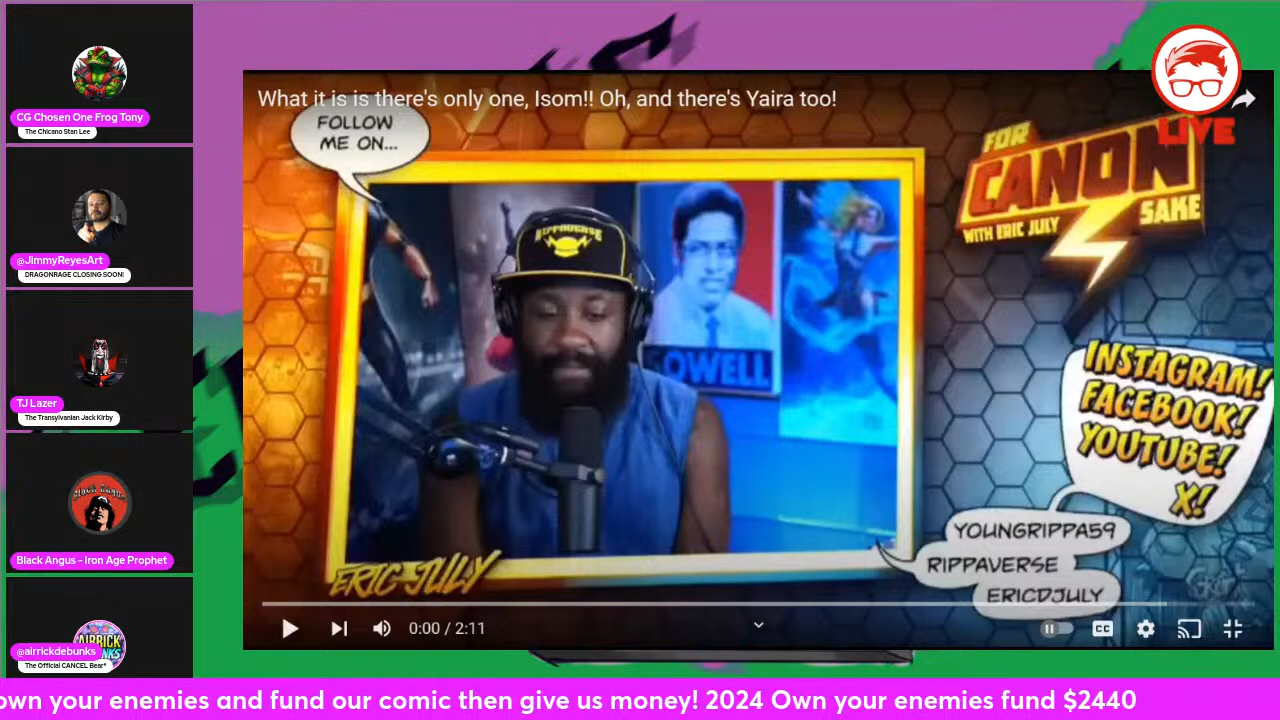 CG Chosen One Frog Tony
The Chicano Stan Lee
@JimmyReyesArt
DRAGONRAGE CLOSING SOON!
TJ Lazer
The Transylvanian Jack Kirby
Black Angus
Black Angus - Iron Age Prophet
AIRRICK
@airrickdebunks
The Official CANCEL Bear*
What it is is there's only one, Isom!! Oh, and there's Yaira too!
LIVE
FOLLOW
ME ON...
FOR
CANON
SAKE
WITH ERIC JULY
RIPPAVERSE
SOWELL
INSTAGRAM!
FACEBOOK!
YOUTUBE!
X!
YOUNGRIPPA59
RIPPAVERSE
ERICDJULY
ERIC JULY
0:00 / 2:11
CC
own your enemies and fund our comic then give us money! 2024 Own your enemies fund $2440